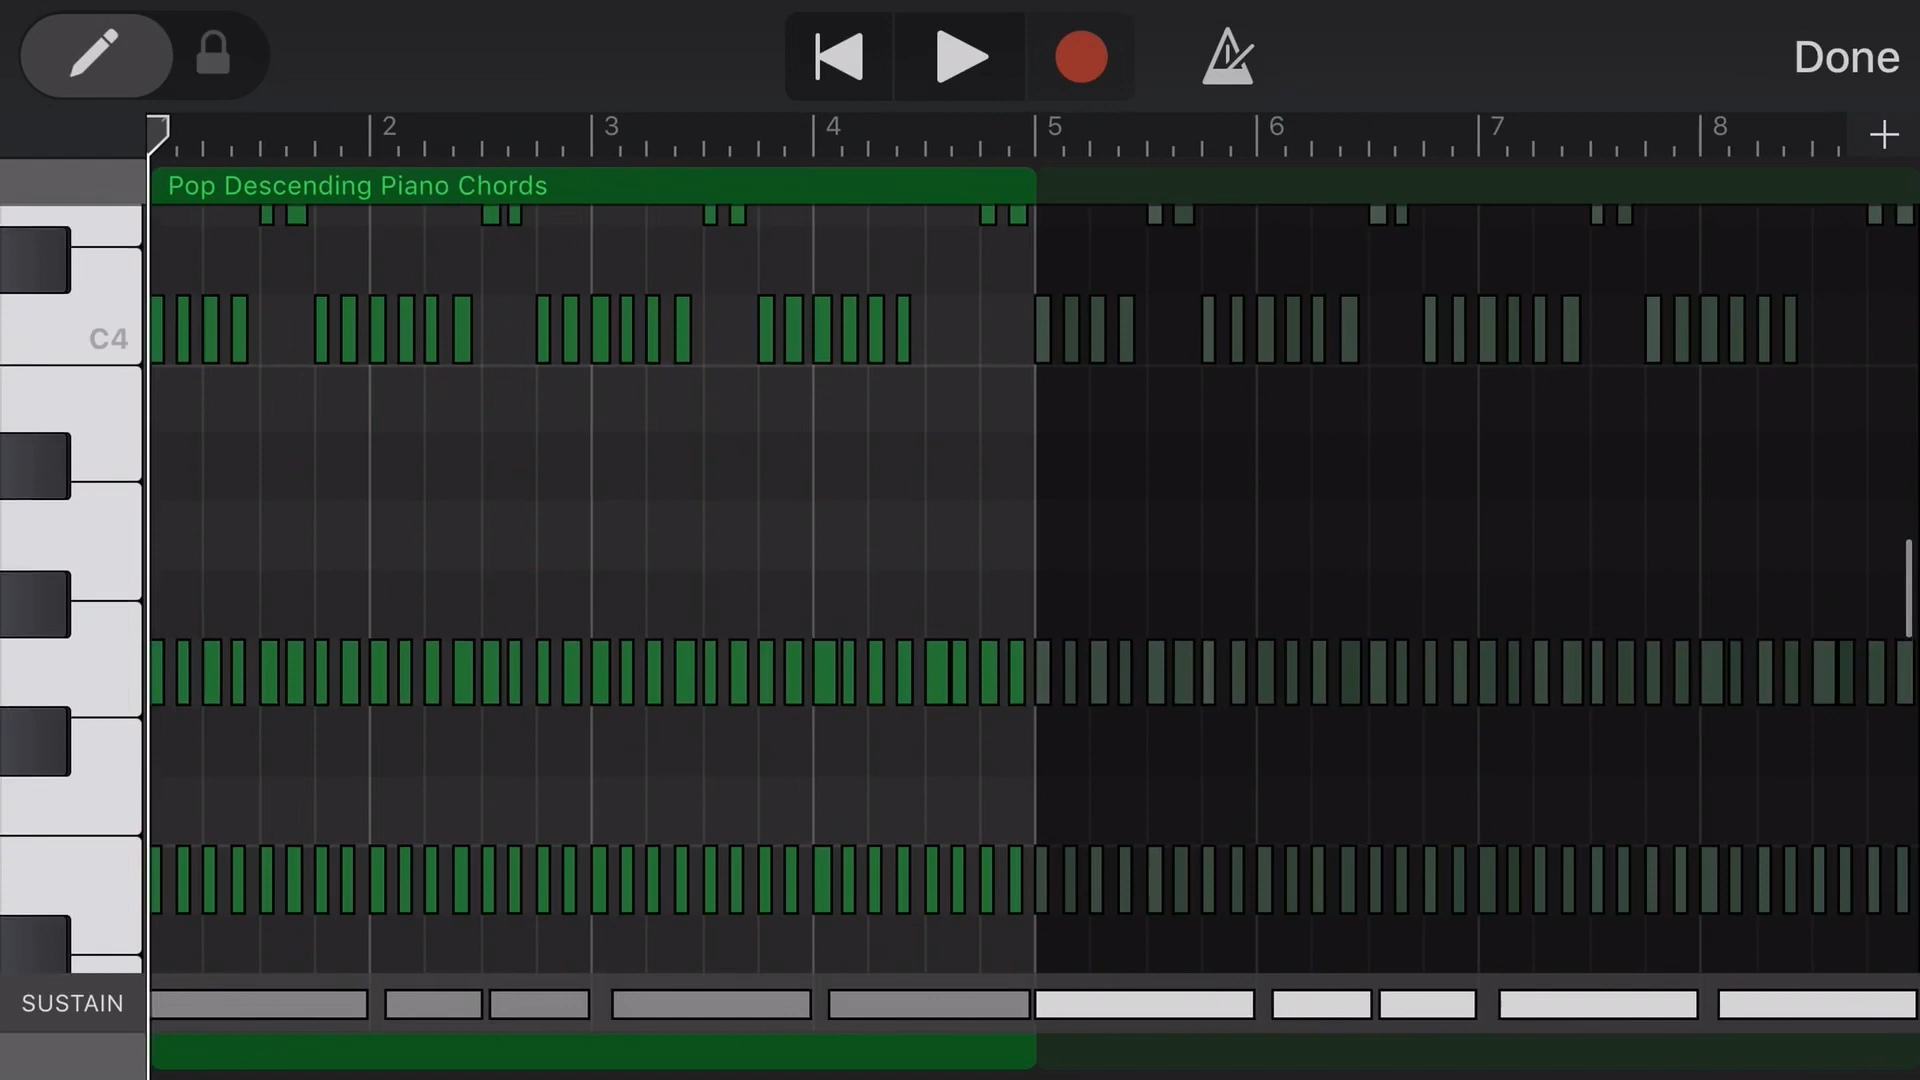 Done
2 3 4 5 6 7 8
Pop Descending Piano Chords
C4
SUSTAIN